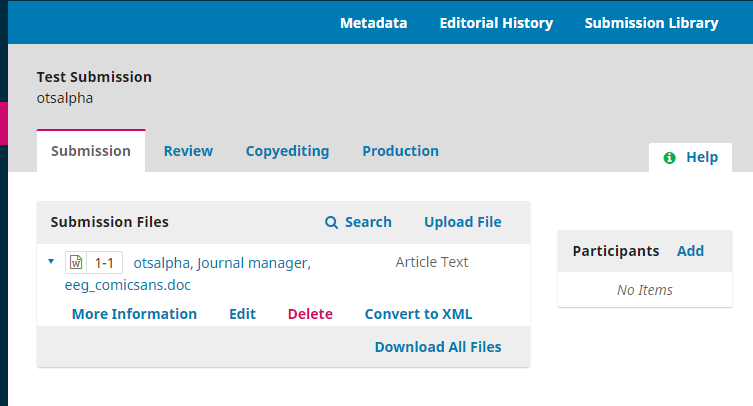 Metadata Editorial History Submission Library
Test Submission
otsalpha
Submission Review Copyediting Production
Help
Submission Files Search Upload File
W 1-1 otsalpha, Journal manager, Article Text
eeg_comicsans.doc
More Information Edit Delete Convert to XML
Download All Files
Participants Add
No Items